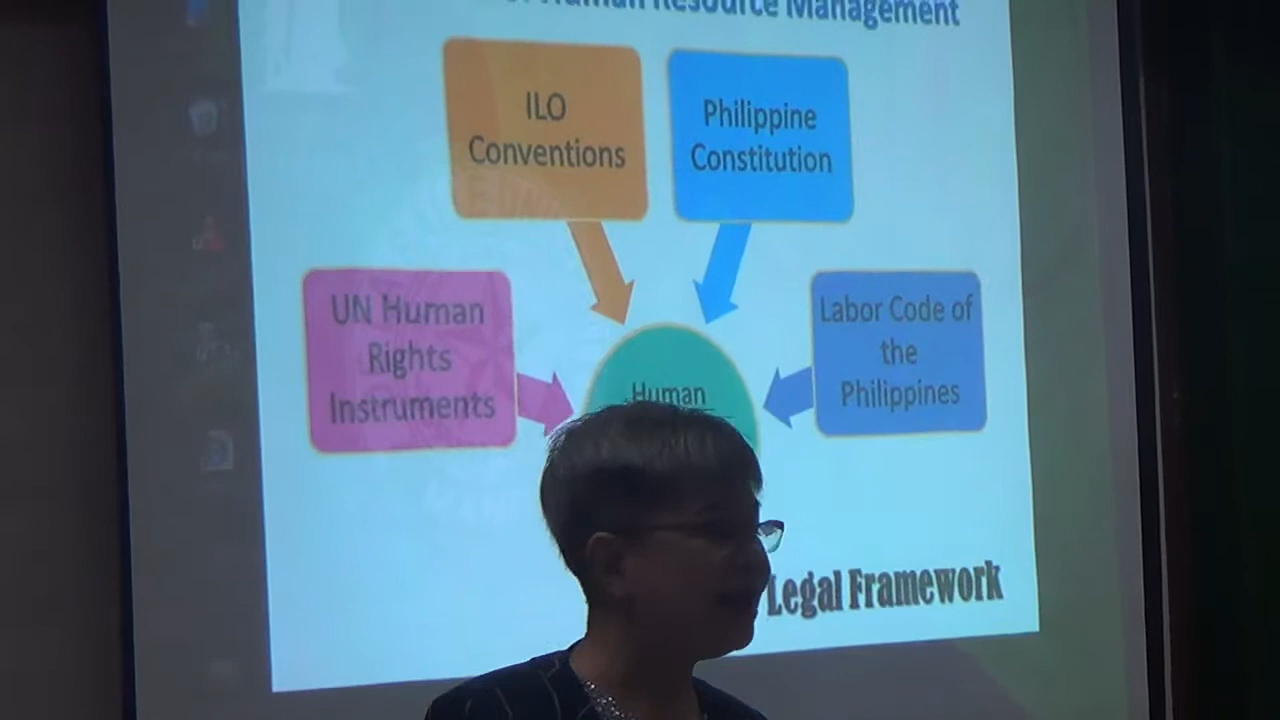 Human Resource Management
ILO
Conventions
Philippine
Constitution
UN Human
Rights
Instruments
Labor Code of
the
Philippines
Human
Legal Framework